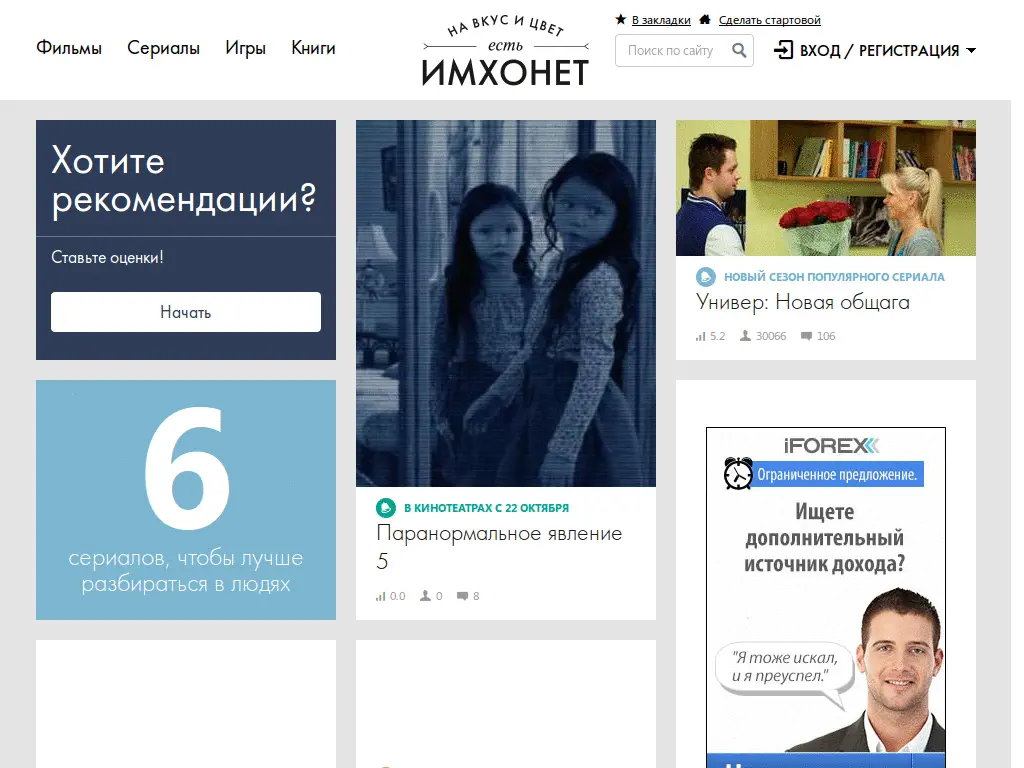 Фильмы Сериалы Игры Книги
НА ВКУС И ЦВЕТ
есть
ИМХОНЕТ
В закладки Сделать стартовой
Поиск по сайту
ВХОД / РЕГИСТРАЦИЯ
Хотите
рекомендации?
Ставьте оценки!
Начать
6
сериалов, чтобы лучше
разбираться в людях
В КИНОТЕАТРАХ С 22 ОКТЯБРЯ
Паранормальное явление
5
0.0 0 8
НОВЫЙ СЕЗОН ПОПУЛЯРНОГО СЕРИАЛА
Универ: Новая общага
5.2 30066 106
iFOREX
Ограниченное предложение.
Ищете
дополнительный
источник дохода?
"Я тоже искал,
и я преуспел."